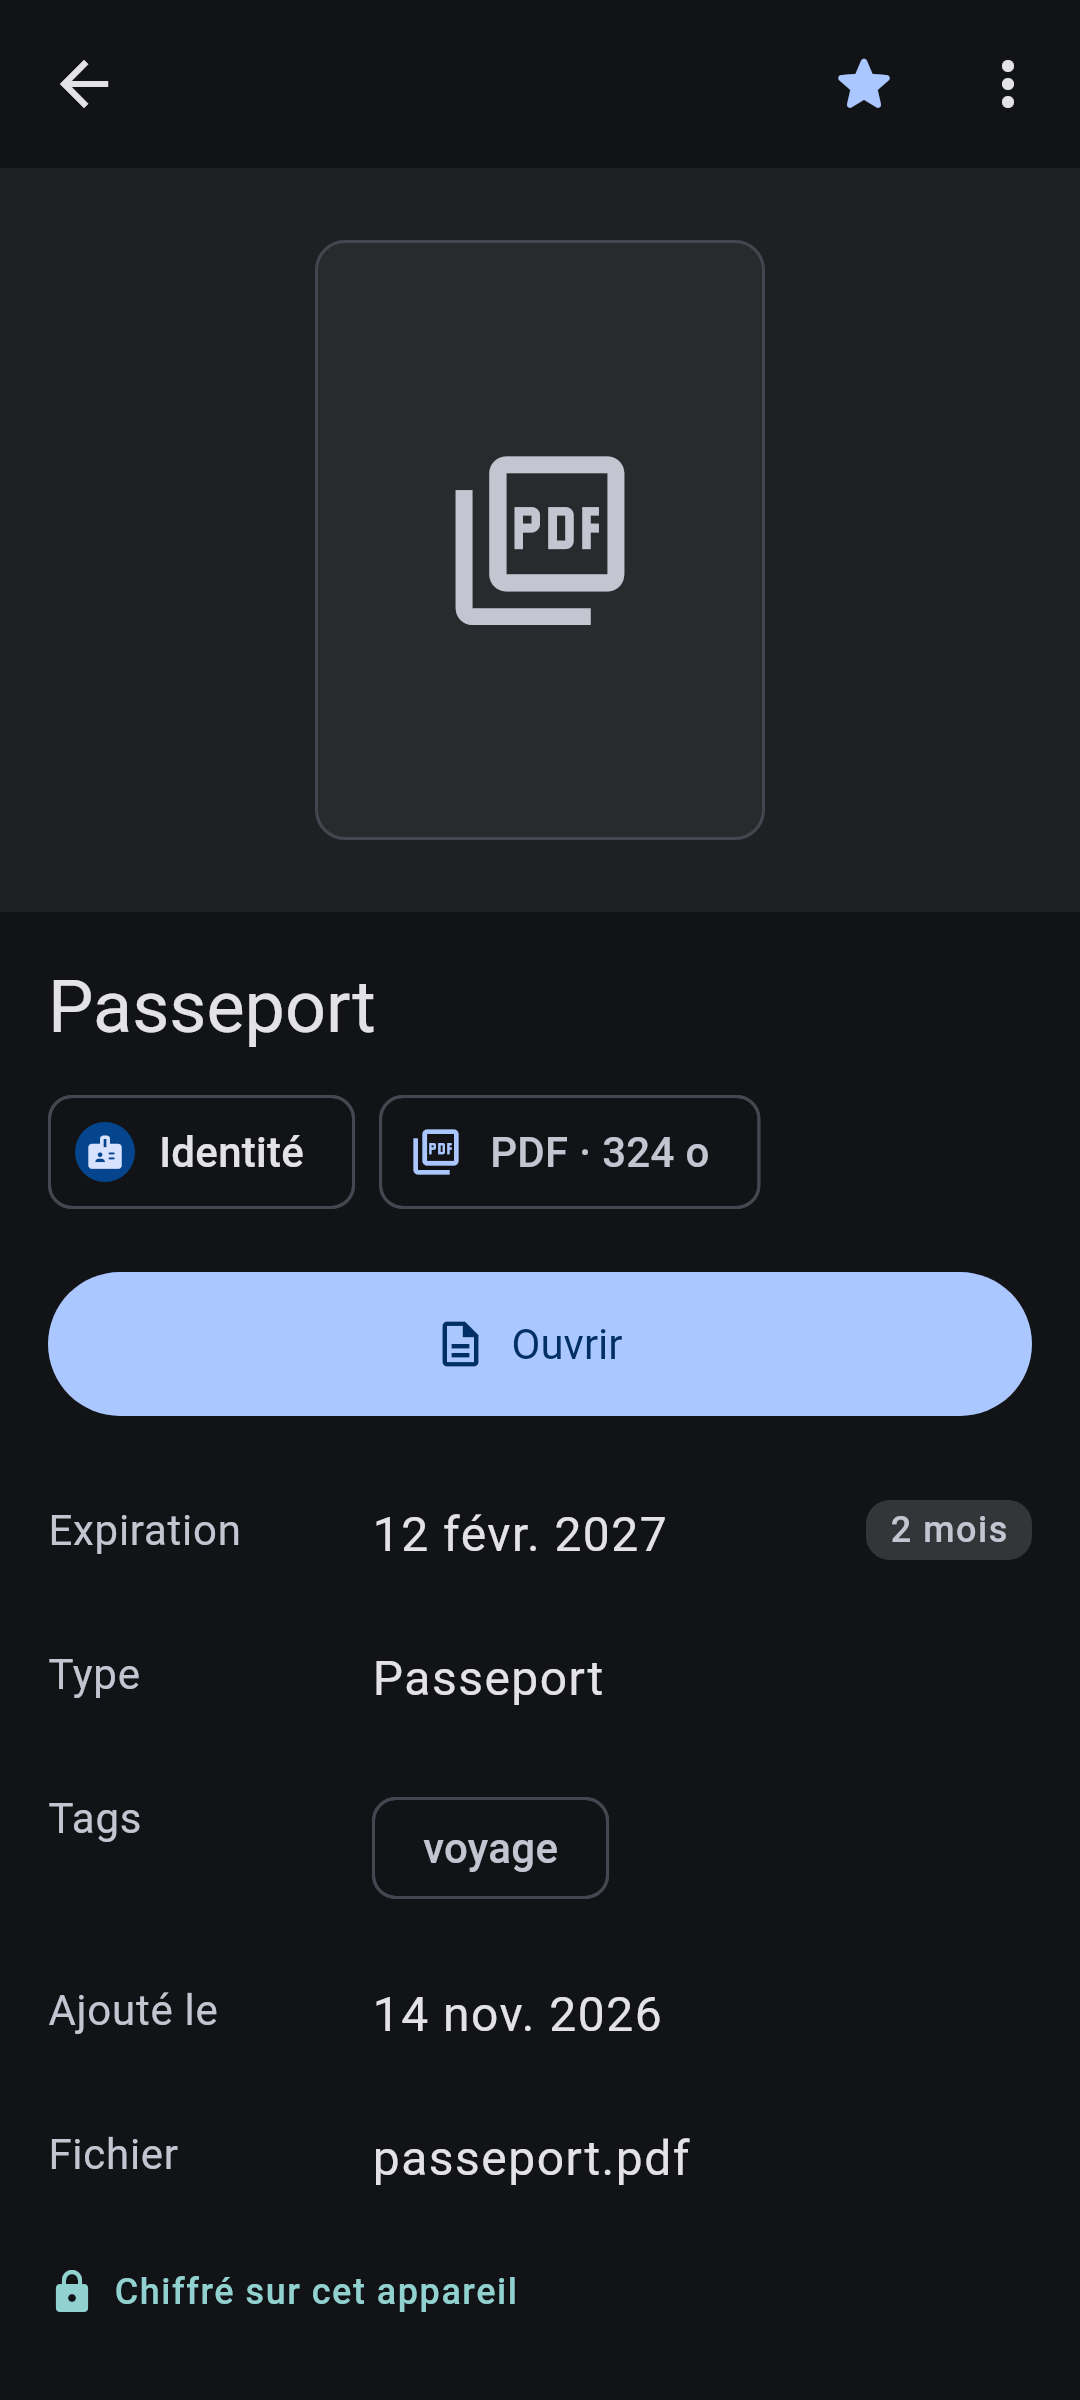 PDF
Passeport
Identité
PDF
PDF · 324 o
Ouvrir
Expiration
12 févr. 2027
2 mois
Type
Passeport
Tags
voyage
Ajouté le
14 nov. 2026
Fichier
passeport.pdf
Chiffré sur cet appareil